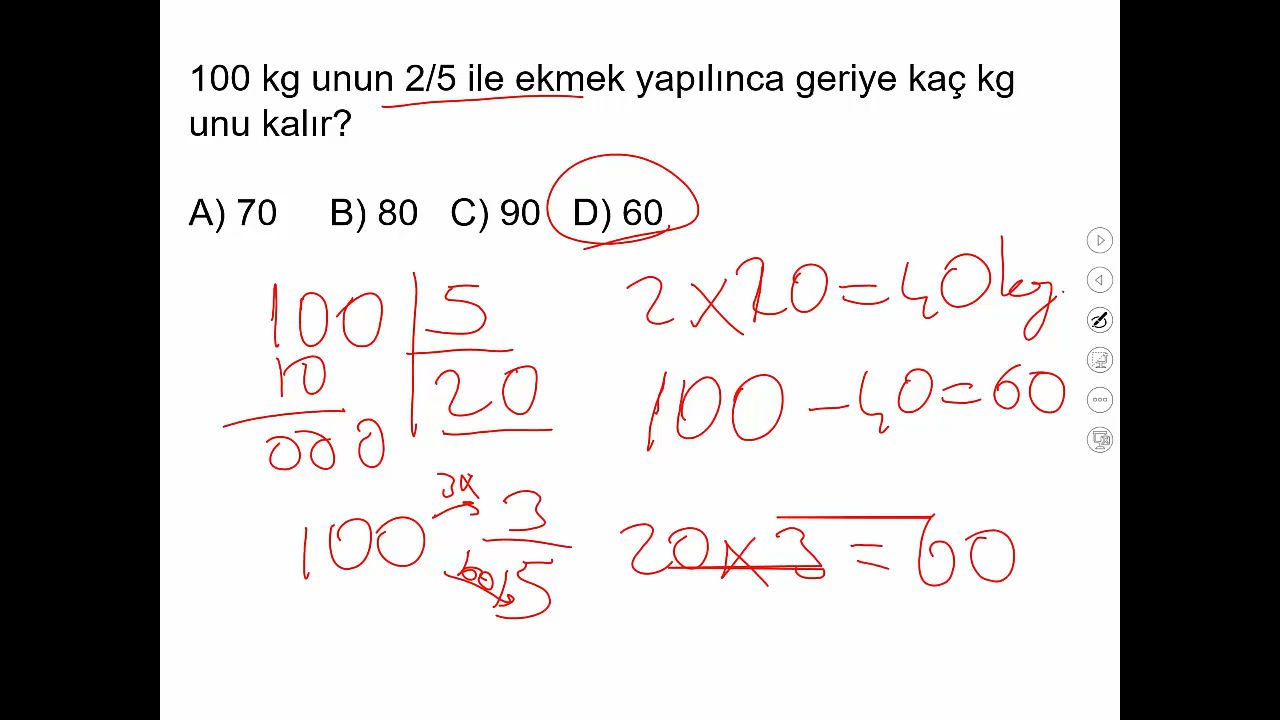 100 kg unun 2/5 ile ekmek yapılınca geriye kaç kg
unu kalır?
A) 70 B) 80 C) 90 D) 60
100 5
10 20
000
2x20=40kg.
100-40=60
100 3/5
20x3=60